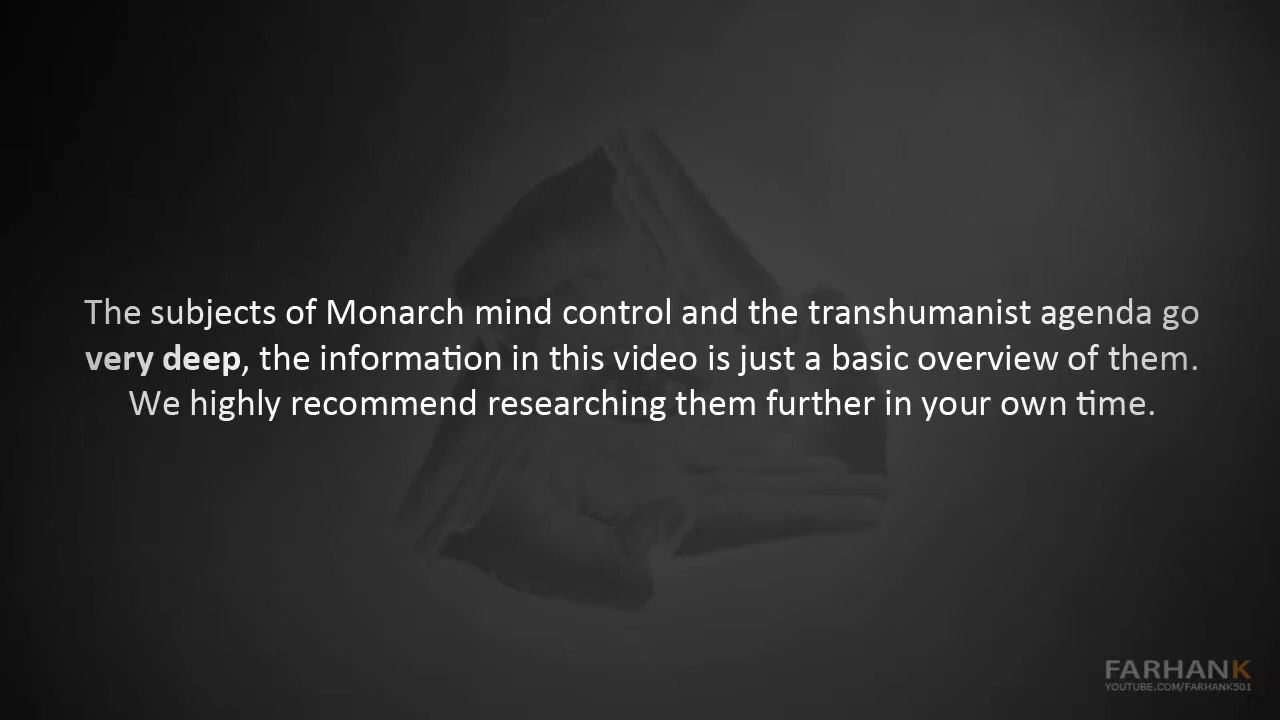 The subjects of Monarch mind control and the transhumanist agenda go
very deep, the information in this video is just a basic overview of them.
We highly recommend researching them further in your own time.
FARHANK
YOUTUBE.COM/FARHANK501